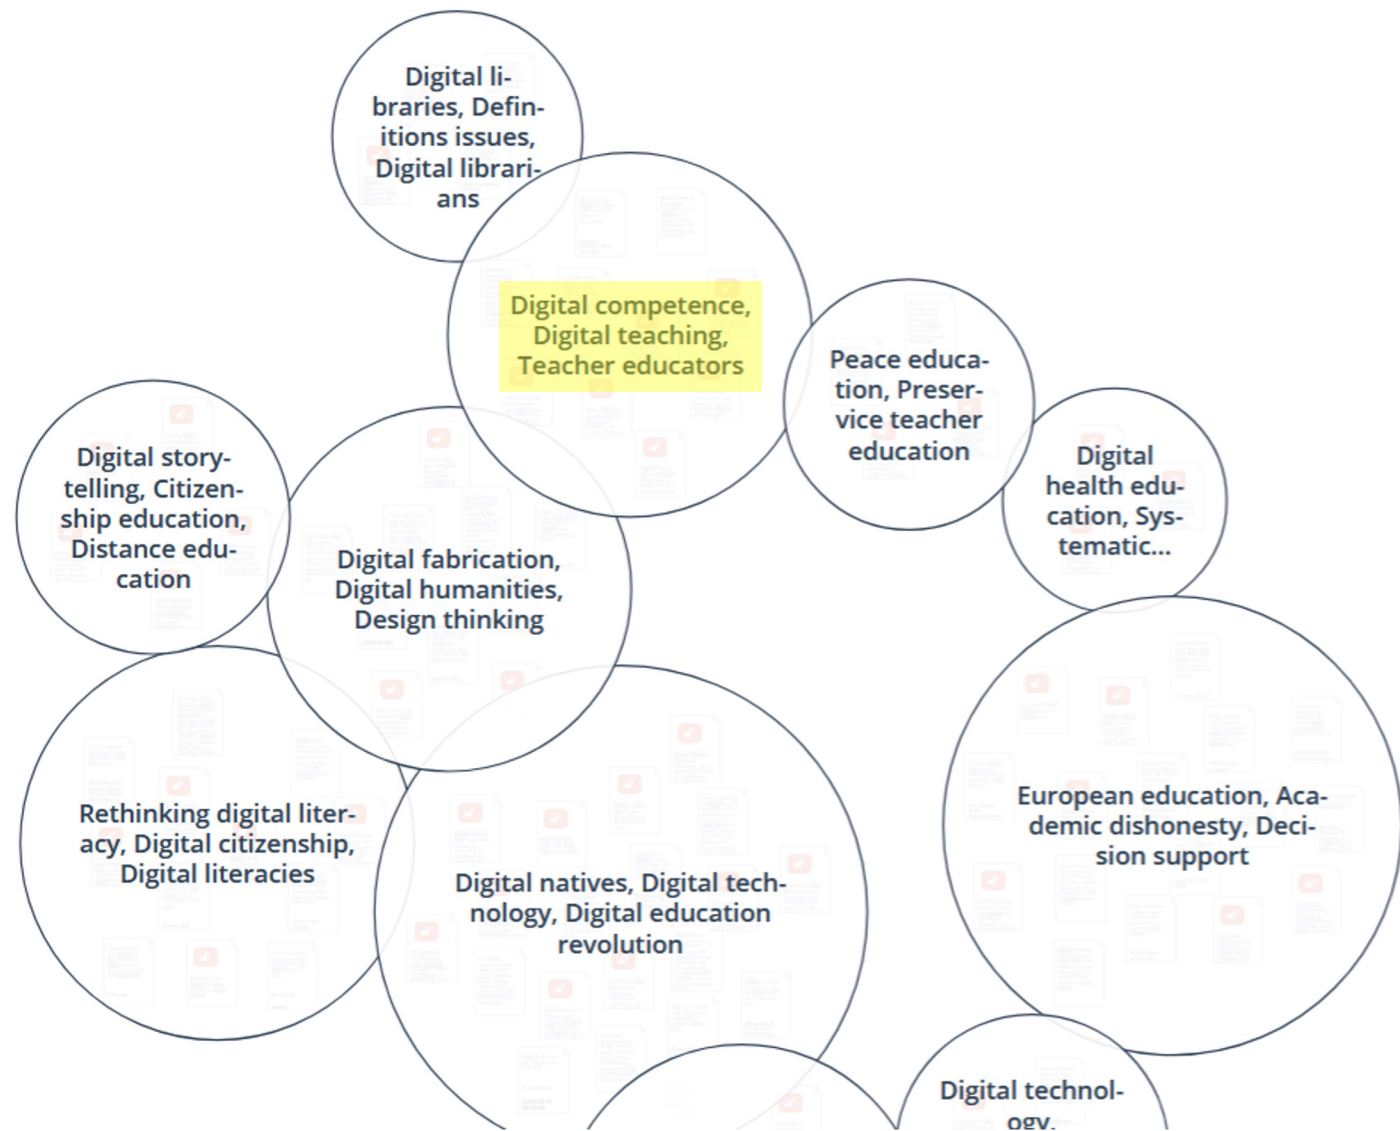 Digital li-
braries, Defin-
itions issues,
Digital librari-
ans
Digital competence,
Digital teaching,
Teacher educators
Peace educa-
tion, Preser-
vice teacher
education
Digital story-
telling, Citizen-
ship education,
Distance edu-
cation
Digital
health edu-
cation, Sys-
tematic...
Digital fabrication,
Digital humanities,
Design thinking
Rethinking digital liter-
acy, Digital citizenship,
Digital literacies
European education, Aca-
demic dishonesty, Deci-
sion support
Digital natives, Digital tech-
nology, Digital education
revolution
Digital technol-
ogy,